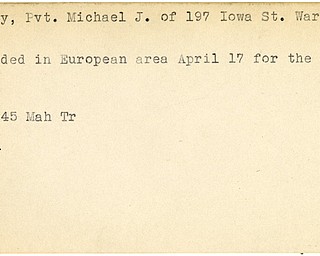 y, Pvt. Michael J. of 197 Iowa St. War
ded in European area April 17 for the
45 Mah Tr